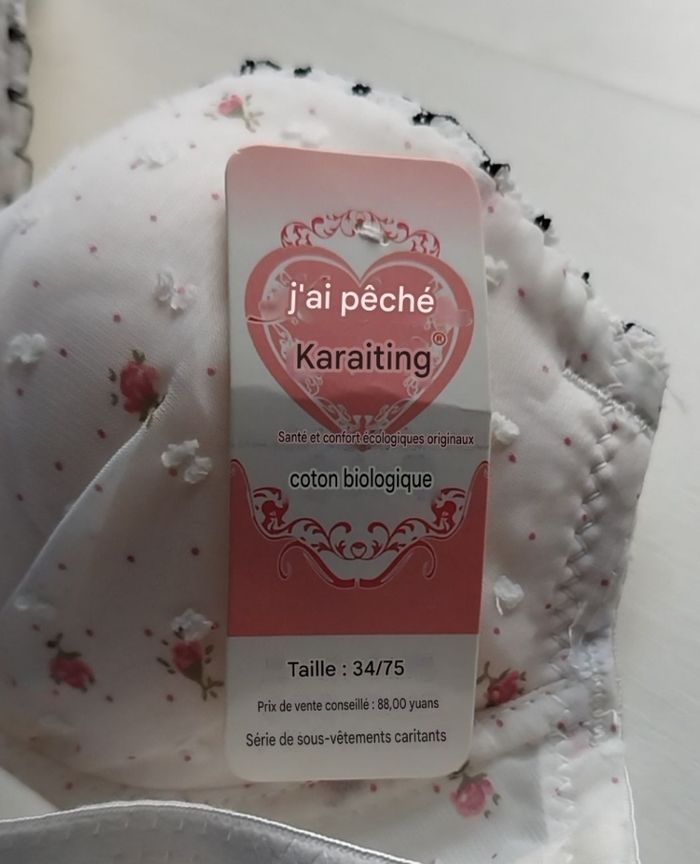 j'ai pêché
Karaiting®
Santé et confort écologiques originaux
coton biologique
Taille : 34/75
Prix de vente conseillé : 88,00 yuans
Série de sous-vêtements caritants